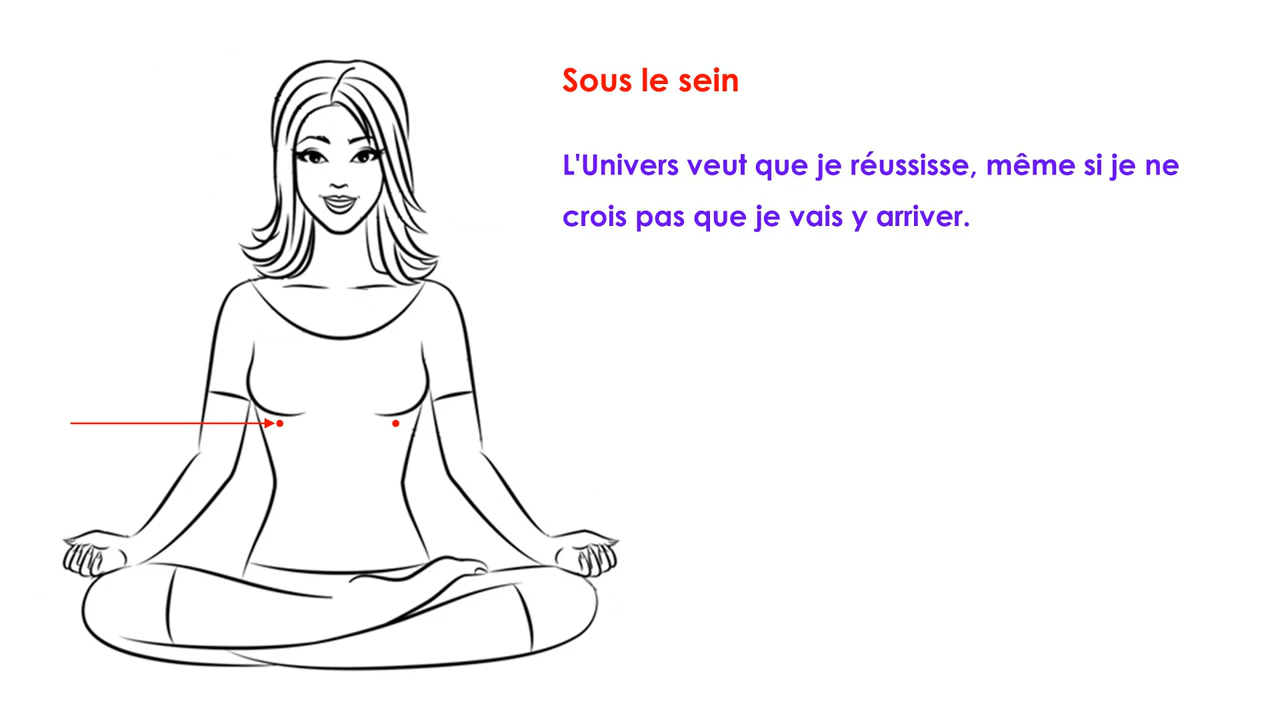 Sous le sein
L'Univers veut que je réussisse, même si je ne
crois pas que je vais y arriver.